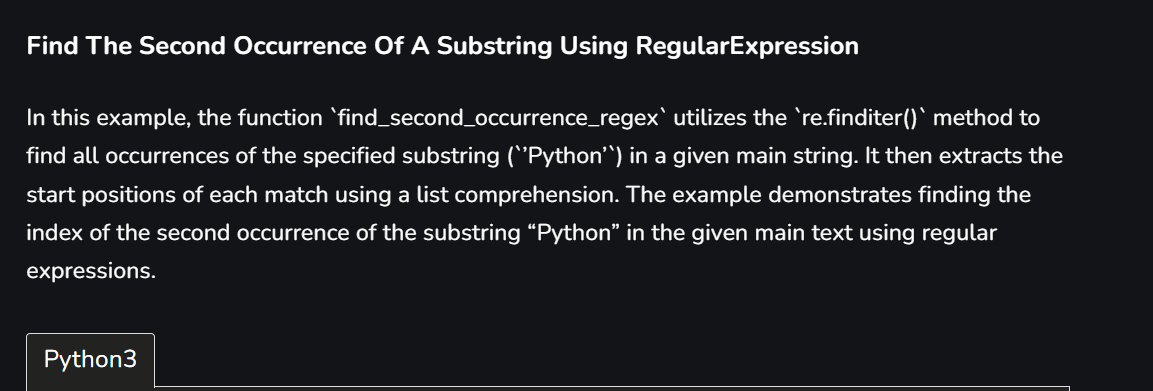 Find The Second Occurrence Of A Substring Using RegularExpression
In this example, the function `find_second_occurrence_regex` utilizes the `re.finditer()` method to
find all occurrences of the specified substring (`’Python’`) in a given main string. It then extracts the
start positions of each match using a list comprehension. The example demonstrates finding the
index of the second occurrence of the substring “Python” in the given main text using regular
expressions.
Python3